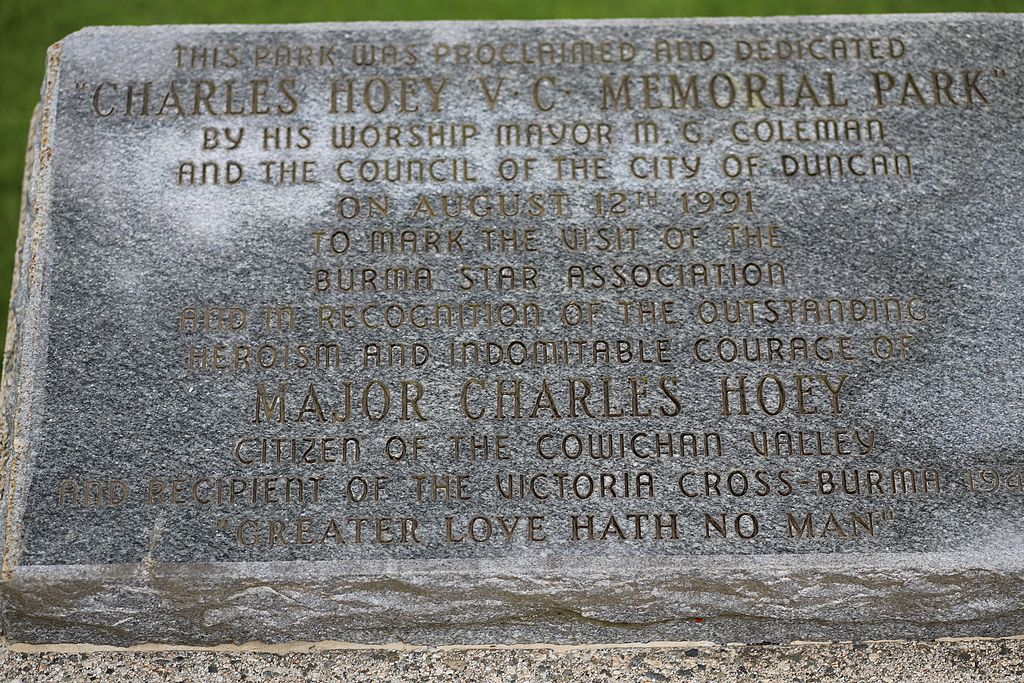 THIS PARK WAS PROCLAIMED AND DEDICATED
"CHARLES HOEY V·C· MEMORIAL PARK"
BY HIS WORSHIP MAYOR M. G. COLEMAN
AND THE COUNCIL OF THE CITY OF DUNCAN
ON AUGUST 12TH 1991
TO MARK THE VISIT OF THE
BURMA STAR ASSOCIATION
AND IN RECOGNITION OF THE OUTSTANDING
HEROISM AND INDOMITABLE COURAGE OF
MAJOR CHARLES HOEY
CITIZEN OF THE COWICHAN VALLEY
AND RECIPIENT OF THE VICTORIA CROSS-BURMA
"GREATER LOVE HATH NO MAN"